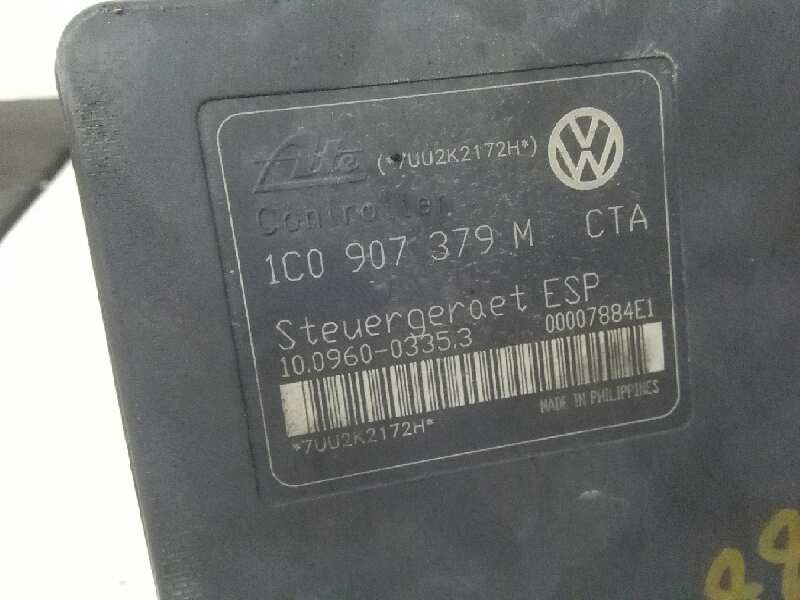 Ate (*7UU2K2172H*)
Controller
1C0 907 379 M CTA
Steuergeraet ESP
10.0960-0335.3 00007884E1
MADE IN PHILIPPINES
*7UU2K2172H*